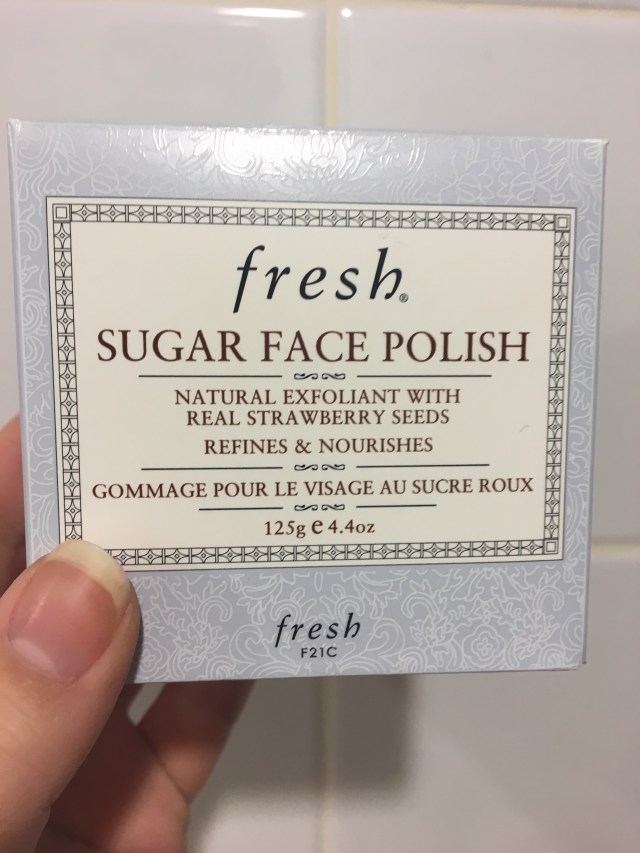 fresh®
SUGAR FACE POLISH
NATURAL EXFOLIANT WITH
REAL STRAWBERRY SEEDS
REFINES & NOURISHES
GOMMAGE POUR LE VISAGE AU SUCRE ROUX
125g e 4.4oz
fresh
F21C